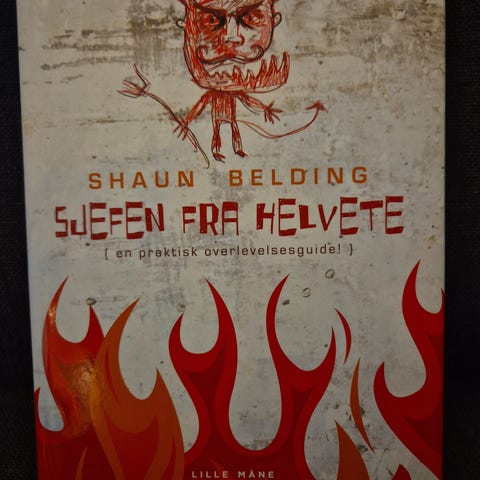 SHAUN BELDING
SJEFEN FRA HELVETE
{ en praktisk overlevelsesguide! }
LILLE MÅNE